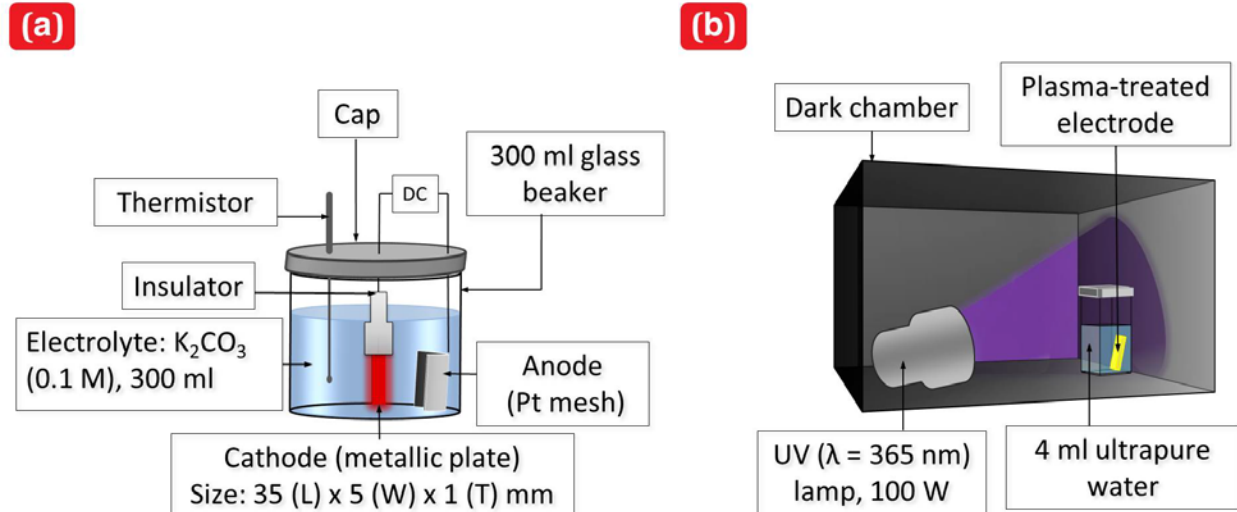 (a)
Cap
Thermistor
DC
300 ml glass
beaker
Insulator
Electrolyte: K₂CO₃
(0.1 M), 300 ml
Anode
(Pt mesh)
Cathode (metallic plate)
Size: 35 (L) x 5 (W) x 1 (T) mm
(b)
Dark chamber
Plasma-treated
electrode
UV (λ = 365 nm)
lamp, 100 W
4 ml ultrapure
water